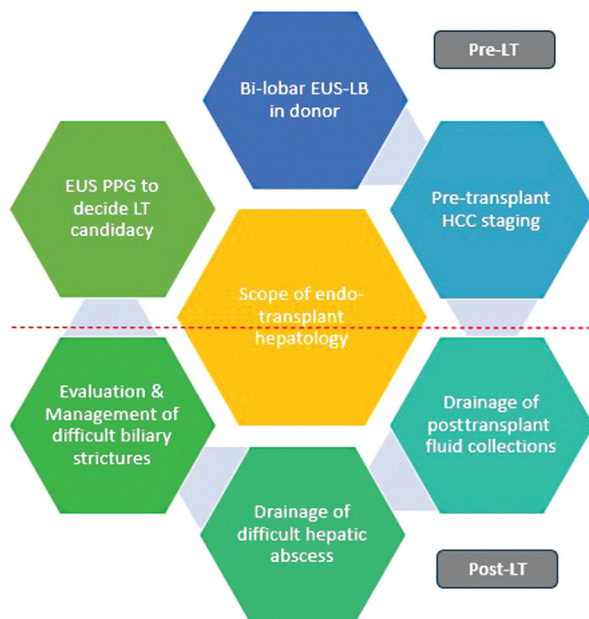 Pre-LT
Bi-lobar EUS-LB
in donor
EUS PPG to
decide LT
candidacy
Pre-transplant
HCC staging
Scope of endo-
transplant
hepatology
Evaluation &
Management of
difficult biliary
strictures
Drainage of
posttransplant
fluid collections
Drainage of
difficult hepatic
abscess
Post-LT